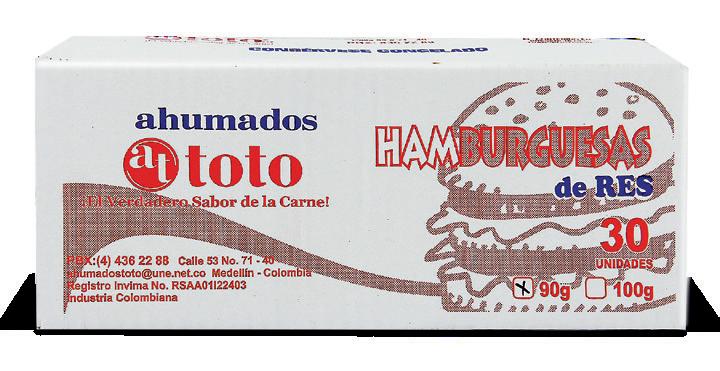 CONSÉRVESE CONGELADO
ahumados
at toto
¡El Verdadero Sabor de la Carne!
HAMBURGUESAS
de RES
30
UNIDADES
90g 100g
PBX:(4) 436 22 88 Calle 53 No. 71 - 40
ahumadostoto@une.net.co Medellín - Colombia
Registro Invima No. RSAA01I22403
Industria Colombiana